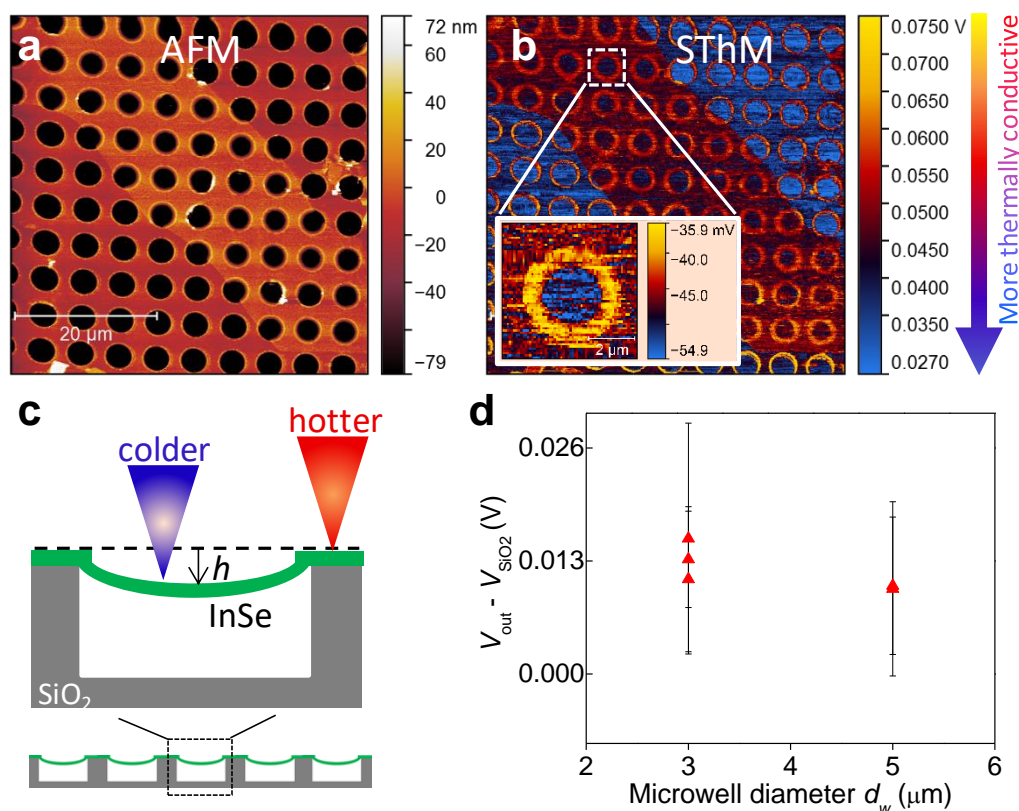 a
AFM
72 nm
60
40
20
0
−20
−40
−79
20 µm
b
SThM
0.0750 V
0.0700
0.0650
0.0600
0.0550
0.0500
0.0450
0.0400
0.0350
0.0270
More thermally conductive
−35.9 mV
−40.0
−45.0
−54.9
2 µm
c
colder
hotter
h
InSe
SiO2
d
Vout - VSiO2 (V)
0.026
0.013
0.000
2 3 4 5 6
Microwell diameter dw (µm)